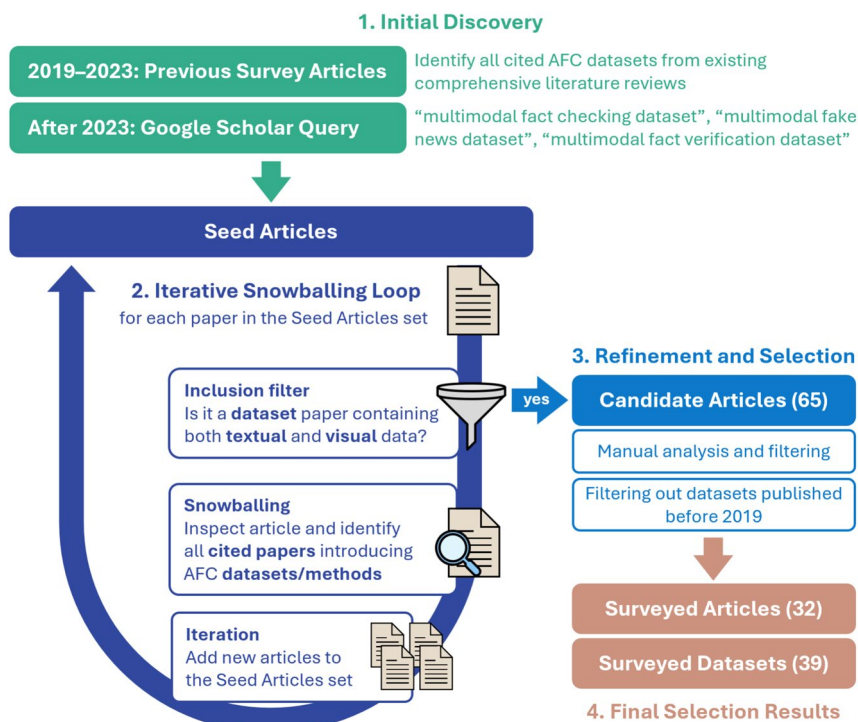 1. Initial Discovery
2019–2023: Previous Survey Articles
Identify all cited AFC datasets from existing
comprehensive literature reviews
After 2023: Google Scholar Query
“multimodal fact checking dataset”, “multimodal fake
news dataset”, “multimodal fact verification dataset”
Seed Articles
2. Iterative Snowballing Loop
for each paper in the Seed Articles set
Inclusion filter
Is it a dataset paper containing
both textual and visual data?
yes
Snowballing
Inspect article and identify
all cited papers introducing
AFC datasets/methods
Iteration
Add new articles to
the Seed Articles set
3. Refinement and Selection
Candidate Articles (65)
Manual analysis and filtering
Filtering out datasets published
before 2019
Surveyed Articles (32)
Surveyed Datasets (39)
4. Final Selection Results